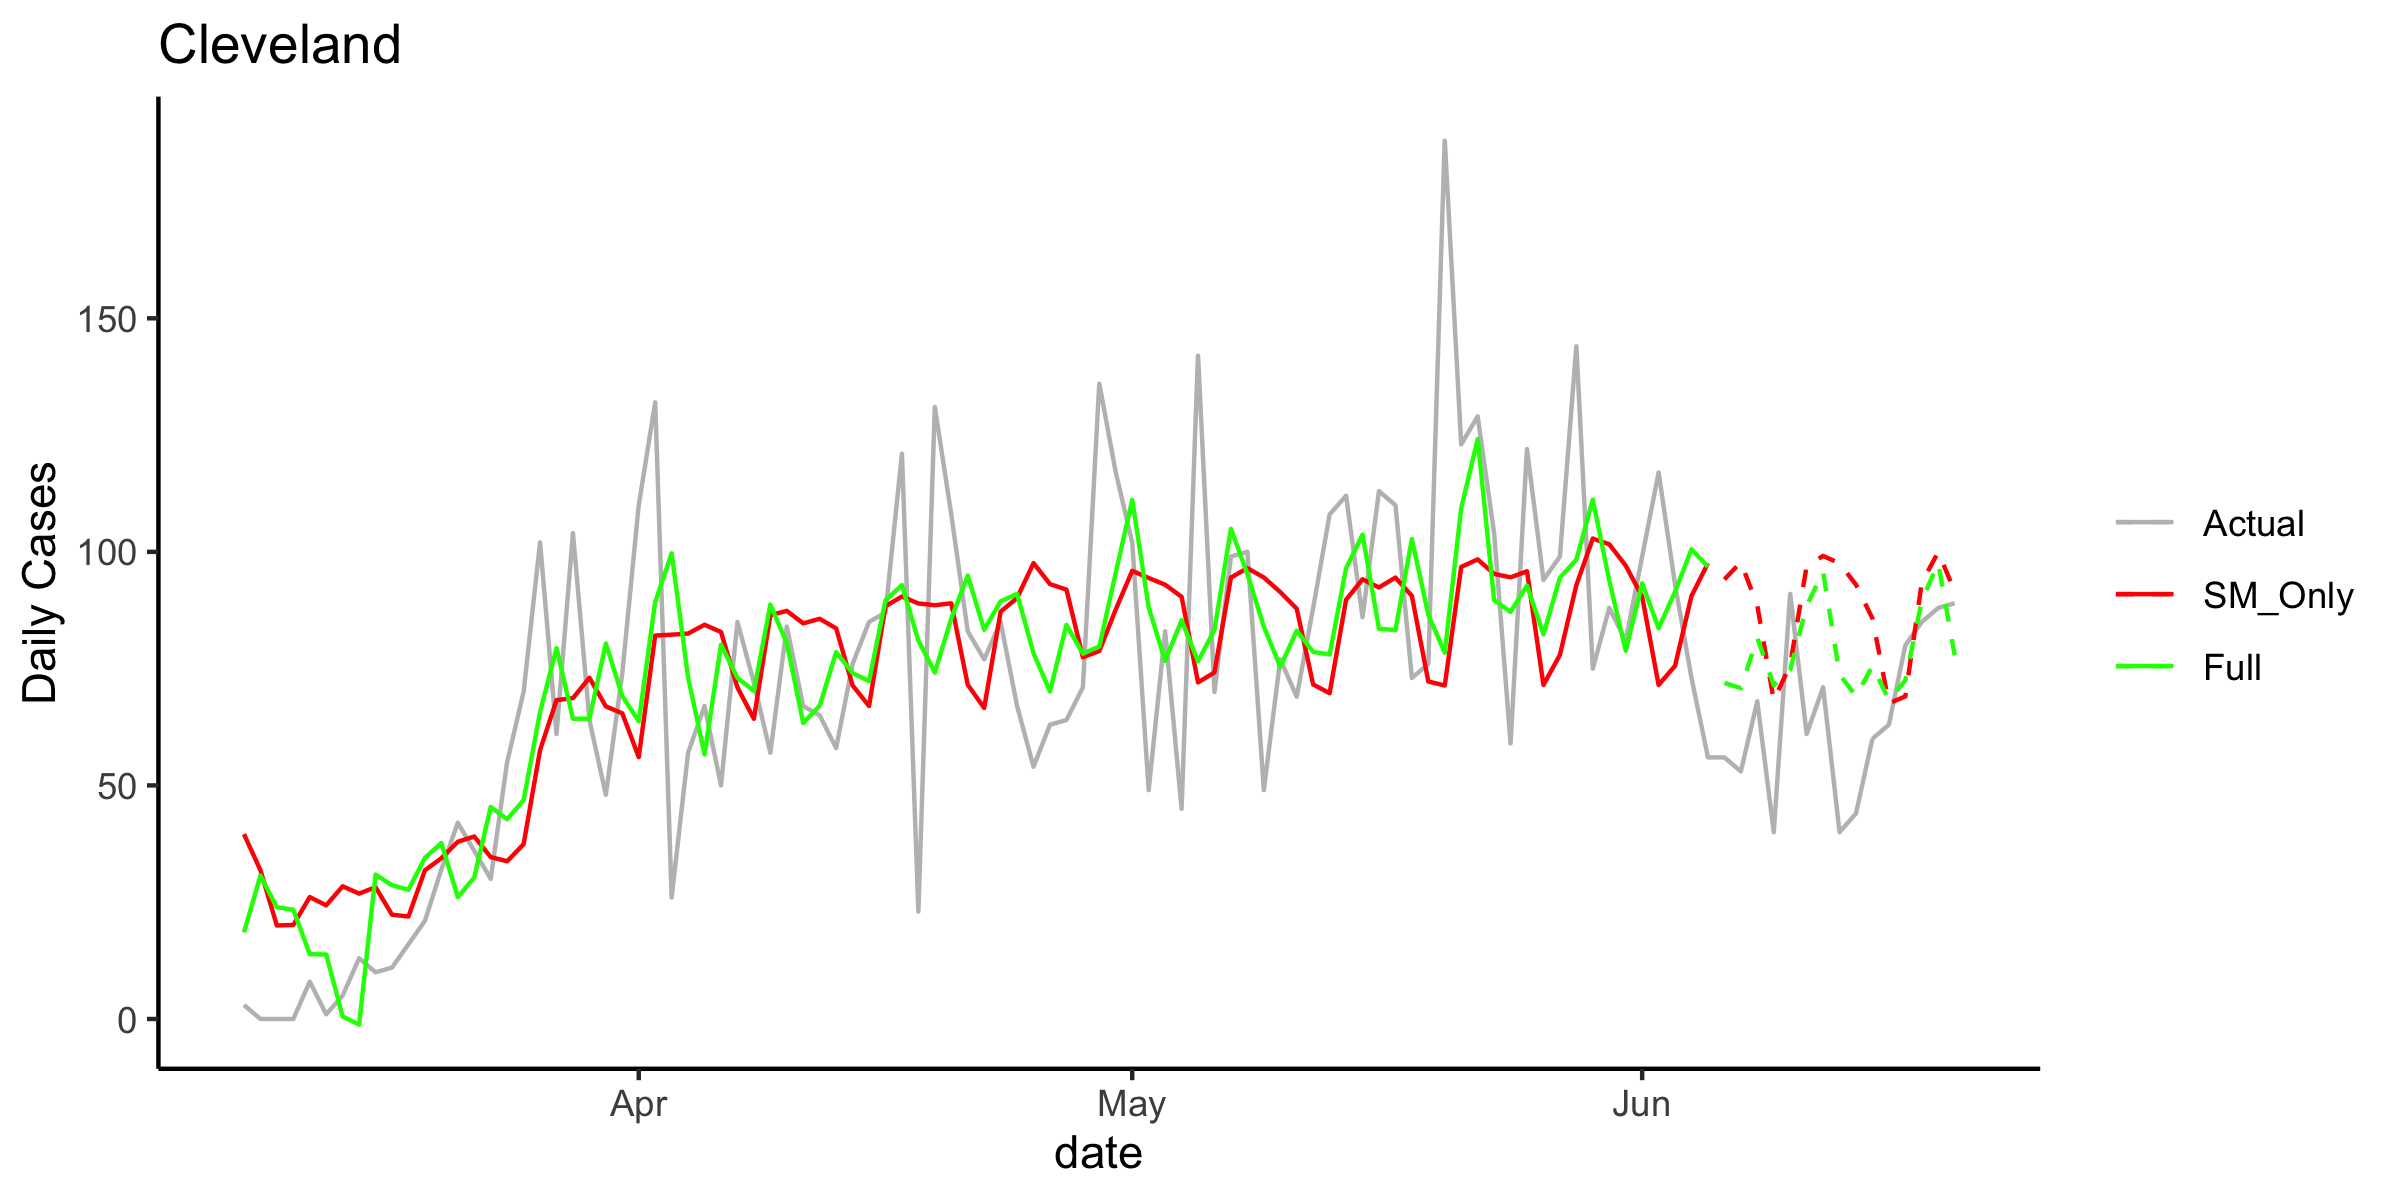 Cleveland
Daily Cases
150
100
50
0
Apr
May
Jun
date
Actual
SM_Only
Full